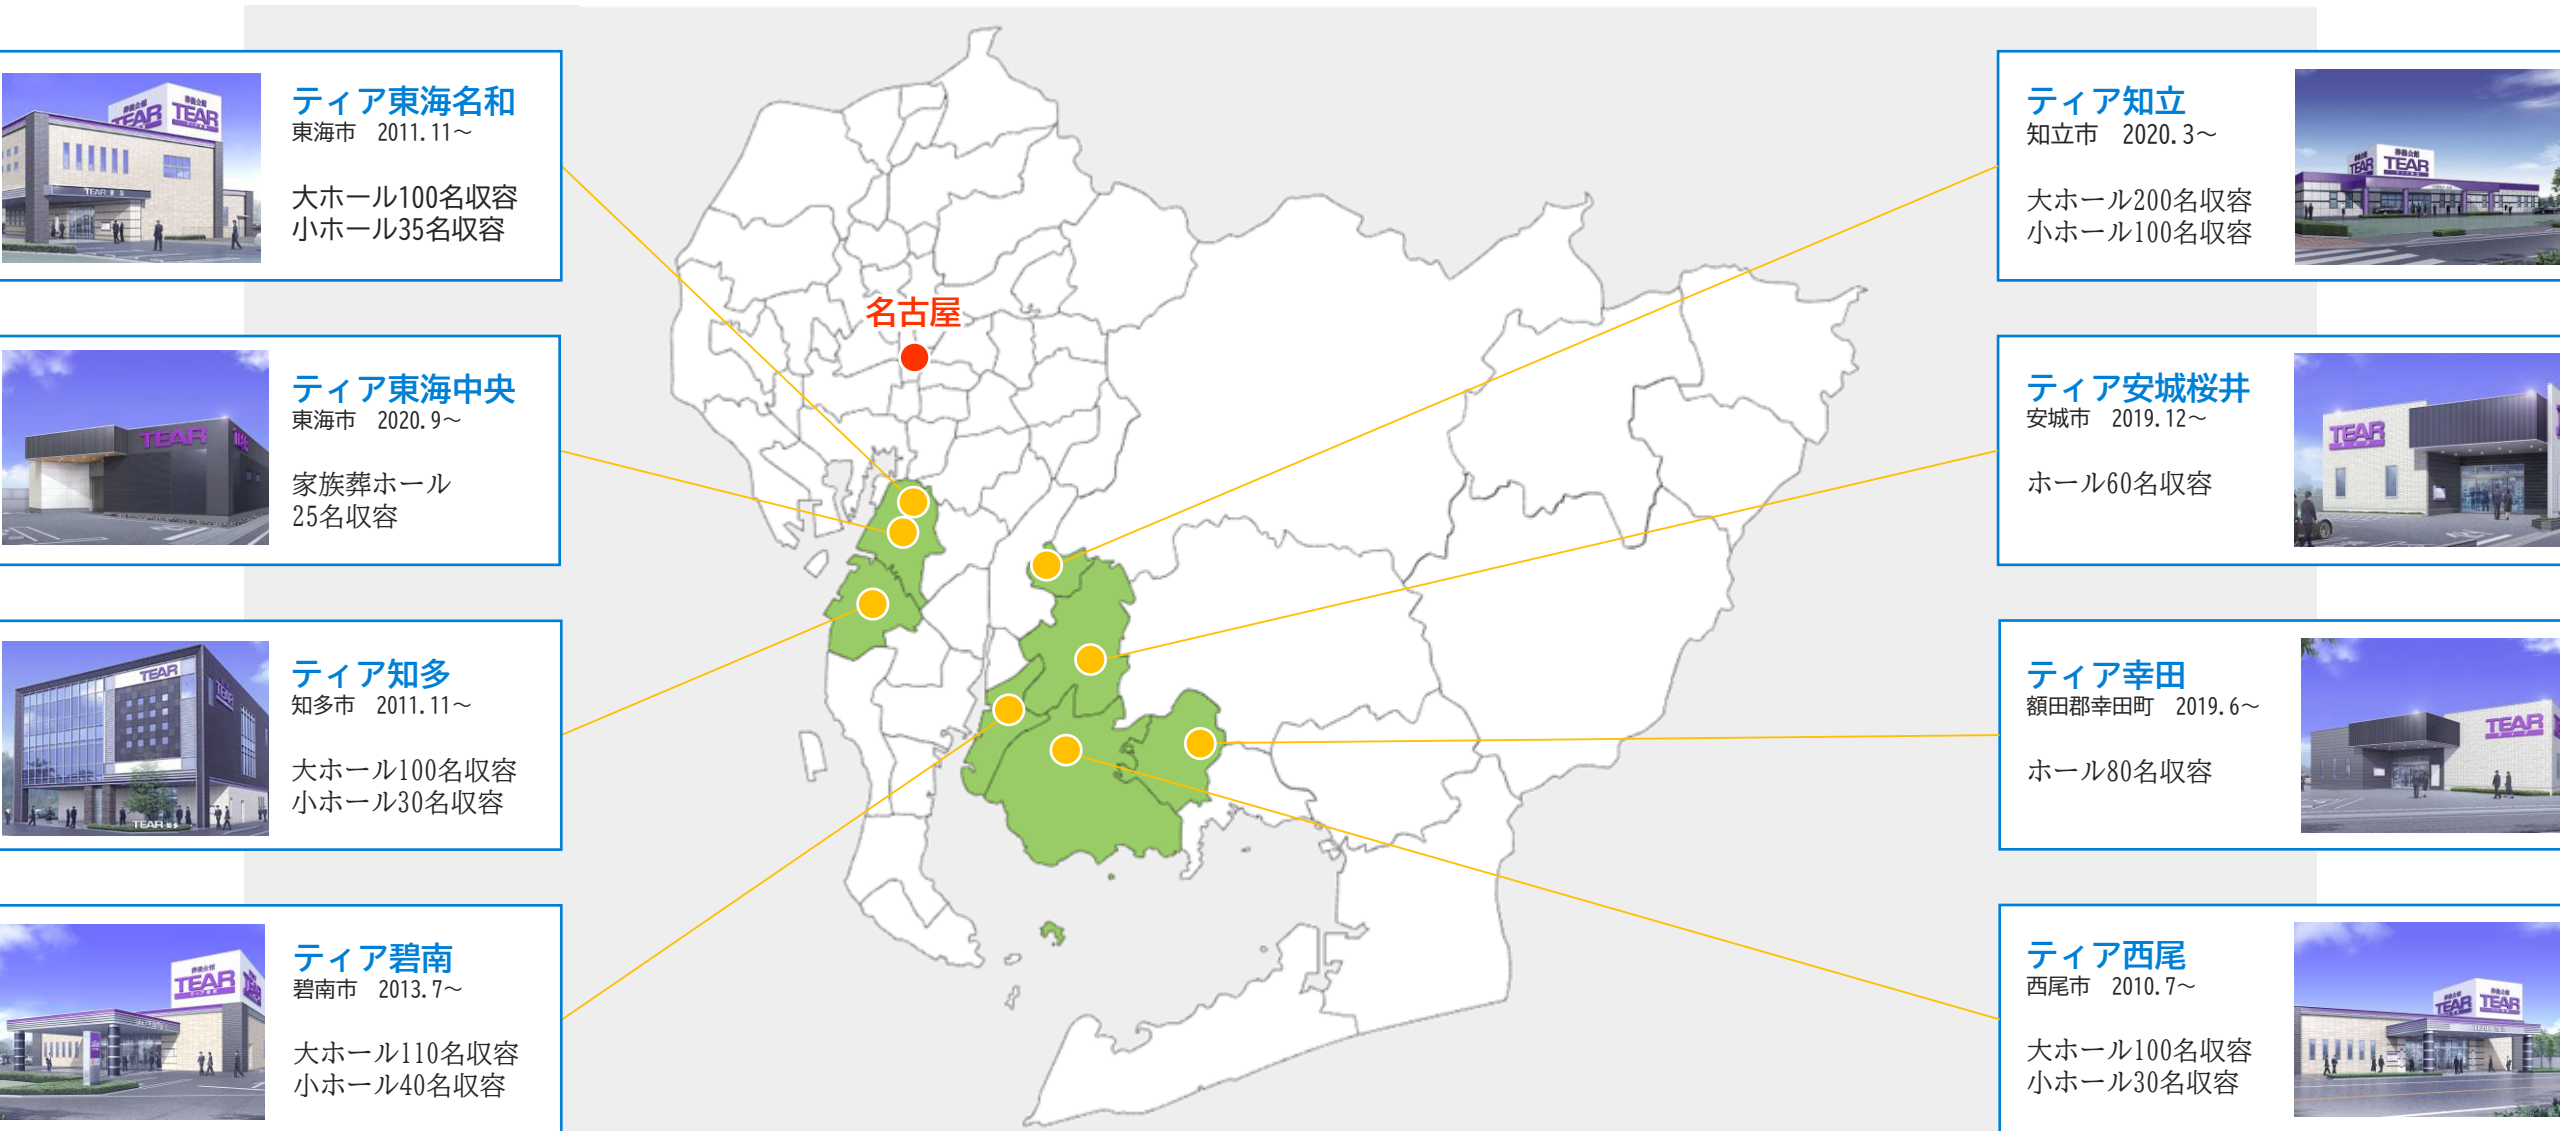 ティア東海名和
東海市　2011.11～
大ホール100名収容
小ホール35名収容
TEAR
TEAR
ティア東海中央
東海市　2020.9～
家族葬ホール
25名収容
TEAR
ティア知多
知多市　2011.11～
大ホール100名収容
小ホール30名収容
TEAR
TEAR
ティア碧南
碧南市　2013.7～
大ホール110名収容
小ホール40名収容
TEAR
名古屋
ティア知立
知立市　2020.3～
大ホール200名収容
小ホール100名収容
TEAR
TEAR
ティア安城桜井
安城市　2019.12～
ホール60名収容
TEAR
ティア幸田
額田郡幸田町　2019.6～
ホール80名収容
TEAR
ティア西尾
西尾市　2010.7～
大ホール100名収容
小ホール30名収容
TEAR
TEAR